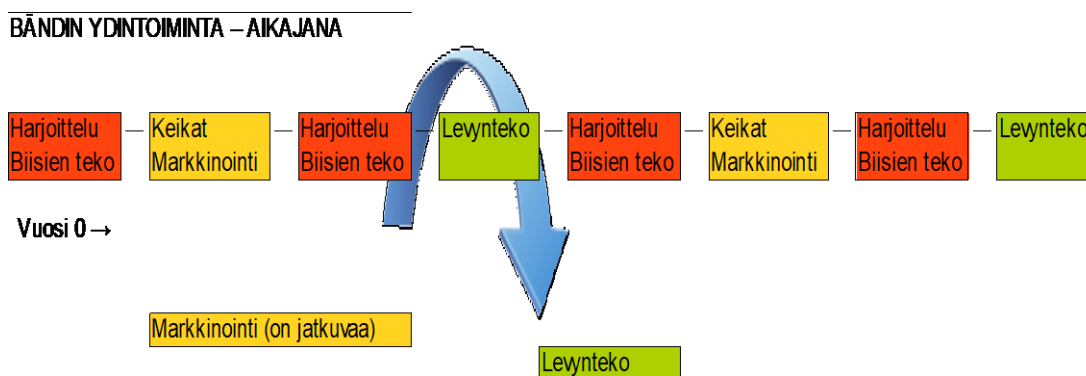 BÄNDIN YDINTOIMINTA – AIKAJANA
Harjoittelu
Biisien teko
Keikat
Markkinointi
Harjoittelu
Biisien teko
Levynteko
Harjoittelu
Biisien teko
Keikat
Markkinointi
Harjoittelu
Biisien teko
Levynteko
Vuosi 0 →
Markkinointi (on jatkuvaa)
Levynteko